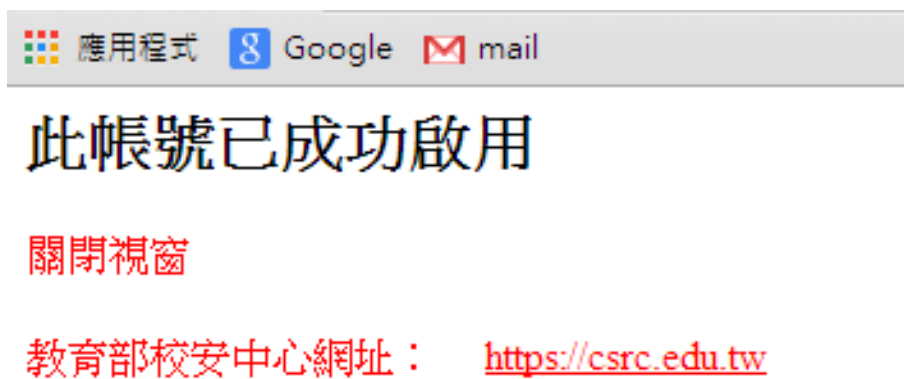 應用程式 Google mail
此帳號已成功啟用
關閉視窗
教育部校安中心網址： https://csrc.edu.tw